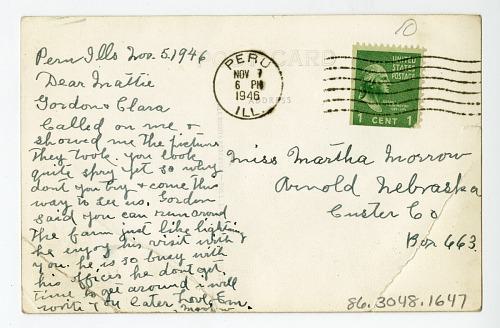 Peru Ills Nov. 5, 1946
Dear Mattie
Gordon & Clara
Called on me &
showed me the picture
they took. you look
quite spry yet so why
dont you try & come this
way to see us. Gordon
said you can run around
the farm just like lightning
he enjoy his visit with
you. he is so busy with
his offices he dont get
time to get around i will
write you later Love Em.
Morrow
POST CARD
ADDRESS
PERU
NOV 7
6 PM
1946
ILL.
UNITED
STATES
POSTAGE
1 CENT 1
10
Miss Martha Morrow
Arnold Nebraska
Custer Co
Box 663.
86.3048.1647